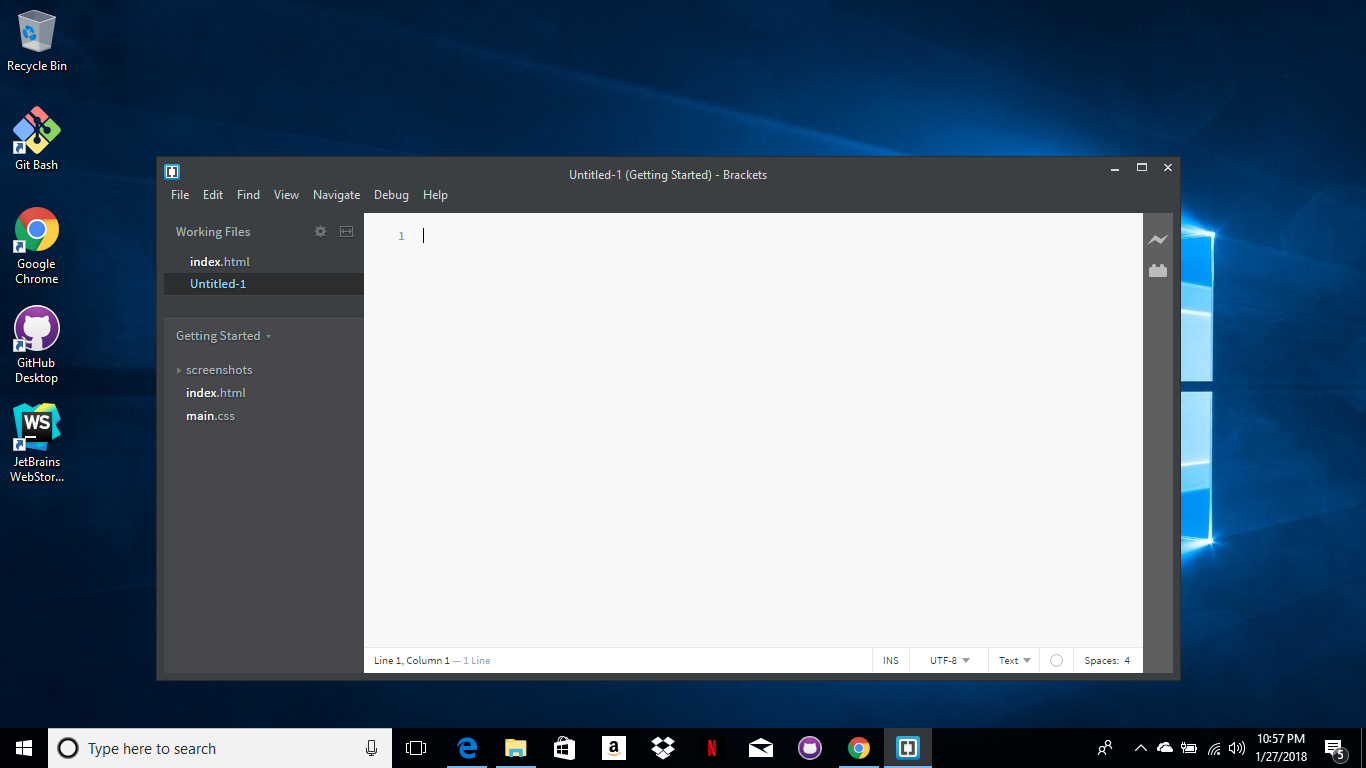 Recycle Bin
Git Bash
Google
Chrome
GitHub
Desktop
WS
JetBrains
WebStor...
Untitled-1 (Getting Started) - Brackets
File Edit Find View Navigate Debug Help
Working Files
index.html
Untitled-1
Getting Started
screenshots
index.html
main.css
1
Line 1, Column 1 — 1 Line
INS UTF-8 Text Spaces: 4
Type here to search
a
N
10:57 PM
1/27/2018
5